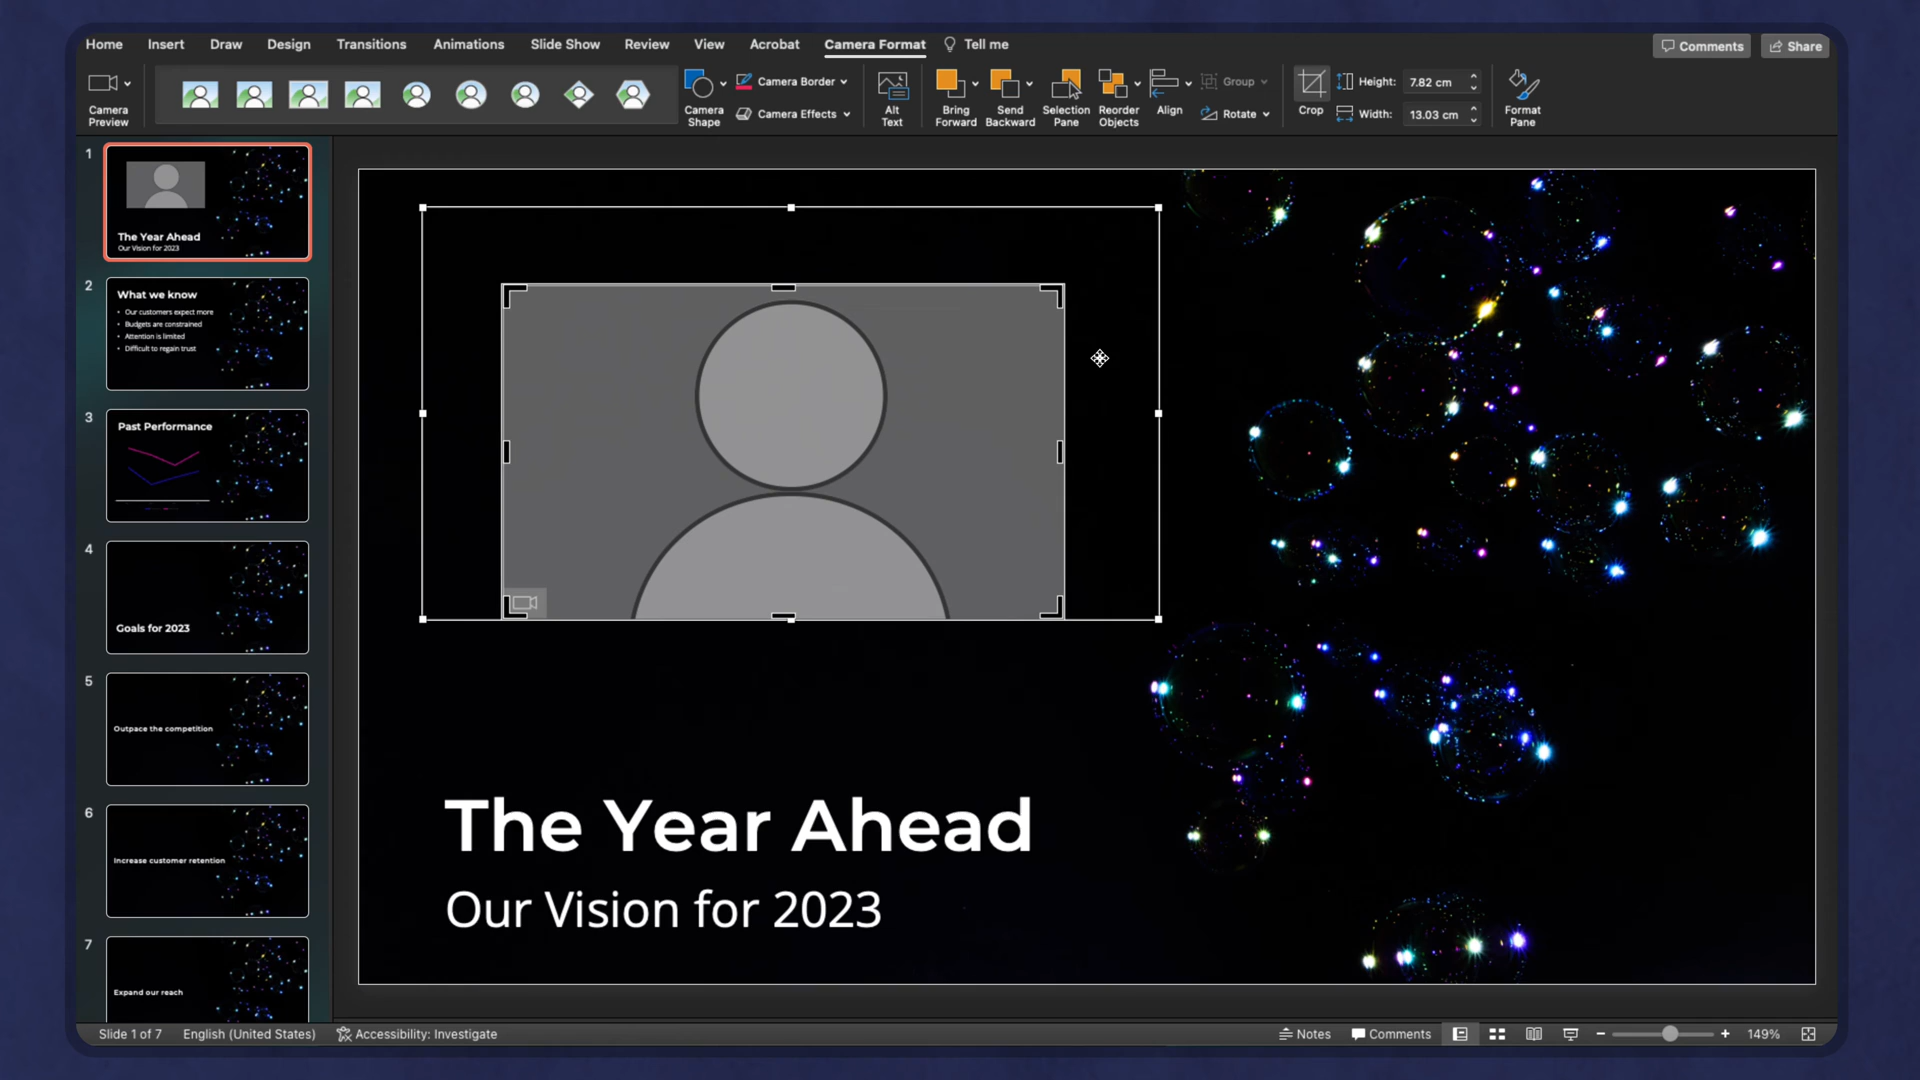 Home Insert Draw Design Transitions Animations Slide Show Review View Acrobat Camera Format Tell me Comments Share
Camera Preview
Camera Shape
Camera Border
Camera Effects
Alt Text
Bring Forward
Send Backward
Selection Pane
Reorder Objects
Align
Group
Rotate
Crop
Height: 7.82 cm
Width: 13.03 cm
Format Pane
1
The Year Ahead
Our Vision for 2023
2
What we know
• Our customers expect more
• Budgets are constrained
• Attention is limited
• Difficult to regain trust
3
Past Performance
4
Goals for 2023
5
Outpace the competition
6
Increase customer retention
7
Expand our reach
The Year Ahead
Our Vision for 2023
Slide 1 of 7 English (United States) Accessibility: Investigate Notes Comments 149%